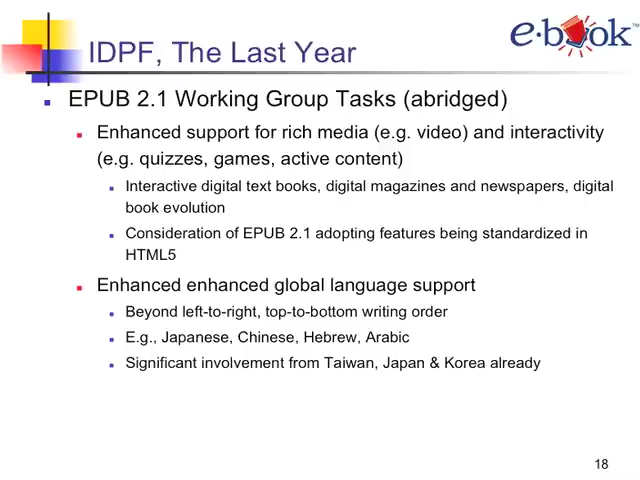 e·book™
IDPF, The Last Year
EPUB 2.1 Working Group Tasks (abridged)
Enhanced support for rich media (e.g. video) and interactivity
(e.g. quizzes, games, active content)
Interactive digital text books, digital magazines and newspapers, digital
book evolution
Consideration of EPUB 2.1 adopting features being standardized in
HTML5
Enhanced enhanced global language support
Beyond left-to-right, top-to-bottom writing order
E.g., Japanese, Chinese, Hebrew, Arabic
Significant involvement from Taiwan, Japan & Korea already
18